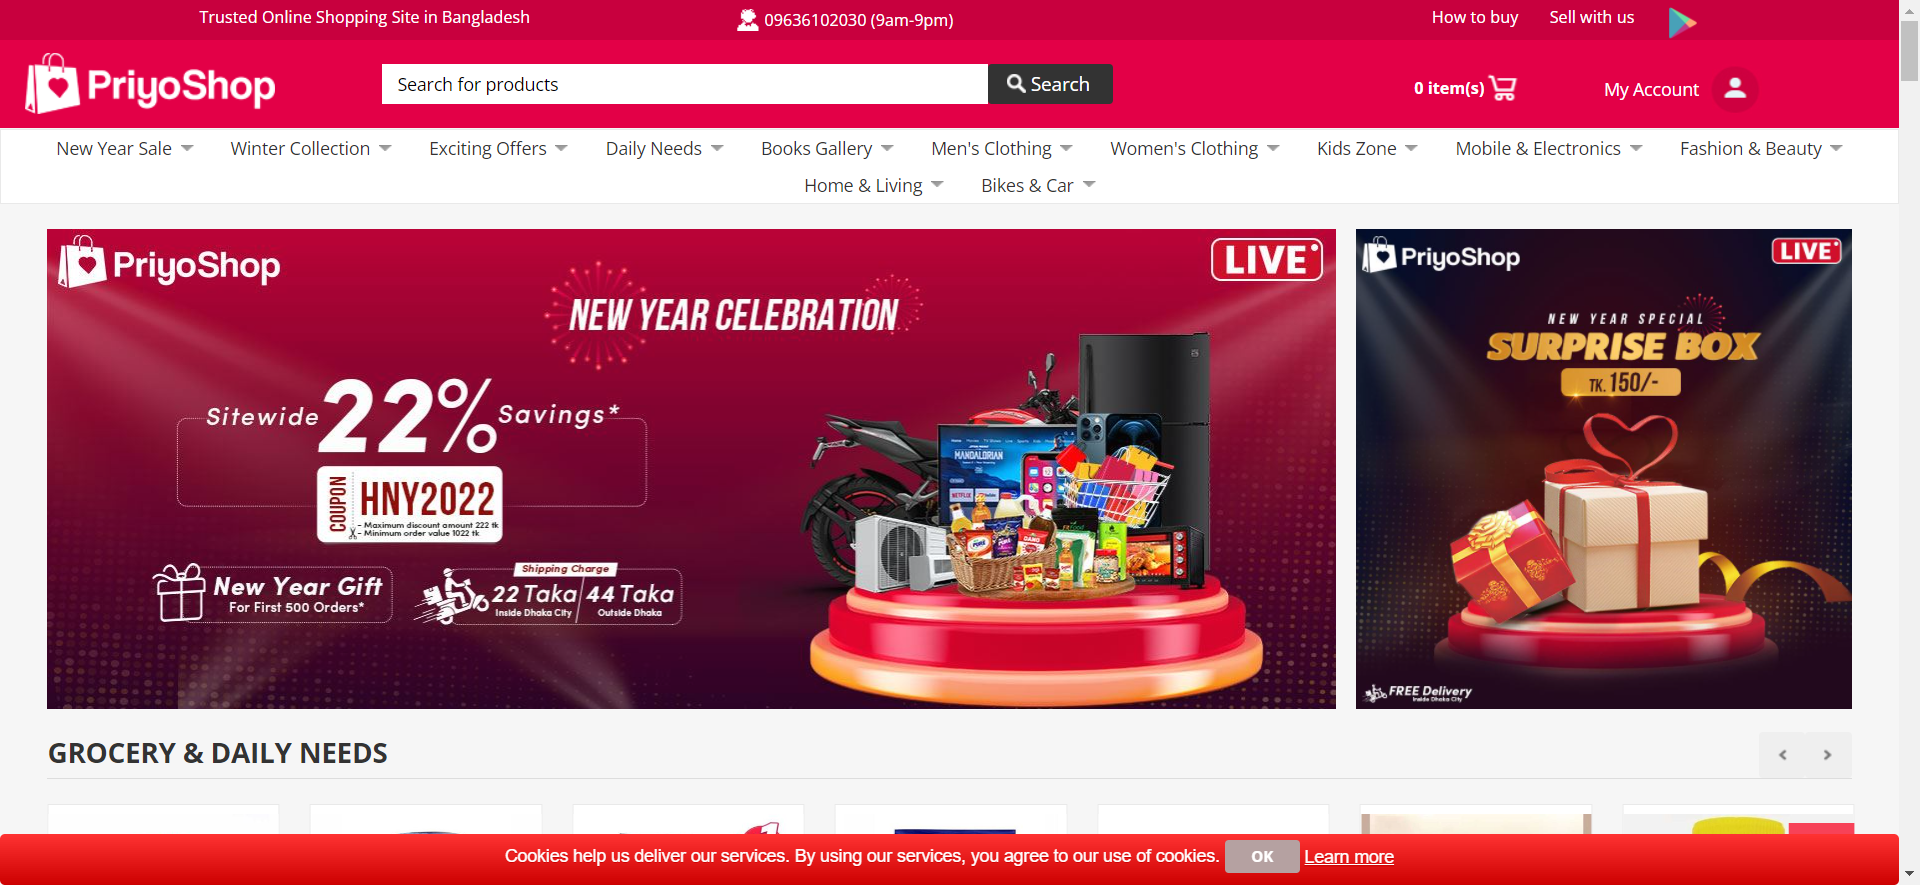 Trusted Online Shopping Site in Bangladesh
09636102030 (9am-9pm)
How to buy
Sell with us
PriyoShop
Search for products
Search
0 item(s)
My Account
New Year Sale
Winter Collection
Exciting Offers
Daily Needs
Books Gallery
Men's Clothing
Women's Clothing
Kids Zone
Mobile & Electronics
Fashion & Beauty
Home & Living
Bikes & Car
PriyoShop
LIVE
NEW YEAR CELEBRATION
Sitewide 22% Savings*
COUPON
HNY2022
- Maximum discount amount 222 tk
- Minimum order value 1022 tk
New Year Gift
For First 500 Orders*
Shipping Charge
22 Taka
Inside Dhaka City
44 Taka
Outside Dhaka
MANDALORIAN
NETFLIX
PriyoShop
LIVE
NEW YEAR SPECIAL
SURPRISE BOX
TK. 150/-
FREE Delivery
Inside Dhaka City
GROCERY & DAILY NEEDS
Cookies help us deliver our services. By using our services, you agree to our use of cookies.
OK
Learn more